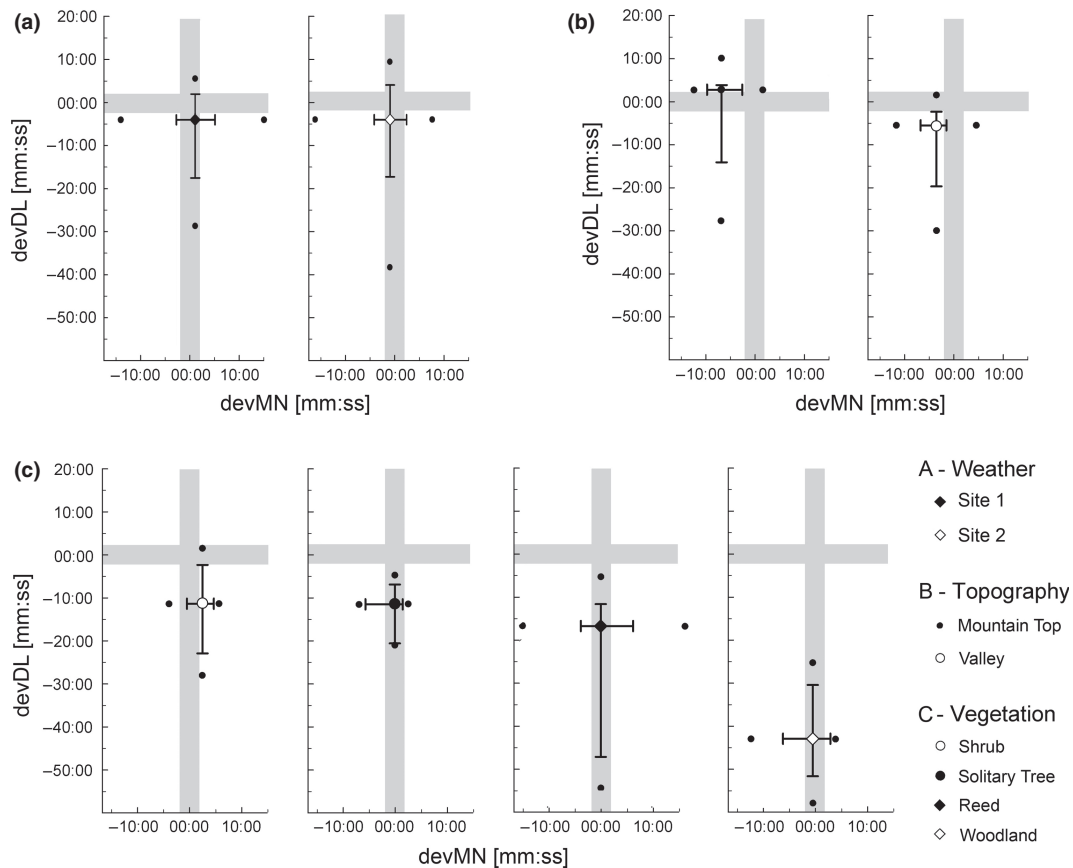 (a)
20:00
10:00
00:00
–10:00
–20:00
–30:00
–40:00
–50:00
devDL [mm:ss]
–10:00 00:00 10:00
–10:00 00:00 10:00
devMN [mm:ss]
(b)
20:00
10:00
00:00
–10:00
–20:00
–30:00
–40:00
–50:00
devDL [mm:ss]
–10:00 00:00 10:00
–10:00 00:00 10:00
devMN [mm:ss]
(c)
20:00
10:00
00:00
–10:00
–20:00
–30:00
–40:00
–50:00
devDL [mm:ss]
–10:00 00:00 10:00
–10:00 00:00 10:00
–10:00 00:00 10:00
–10:00 00:00 10:00
devMN [mm:ss]
A - Weather
Site 1
Site 2
B - Topography
Mountain Top
Valley
C - Vegetation
Shrub
Solitary Tree
Reed
Woodland